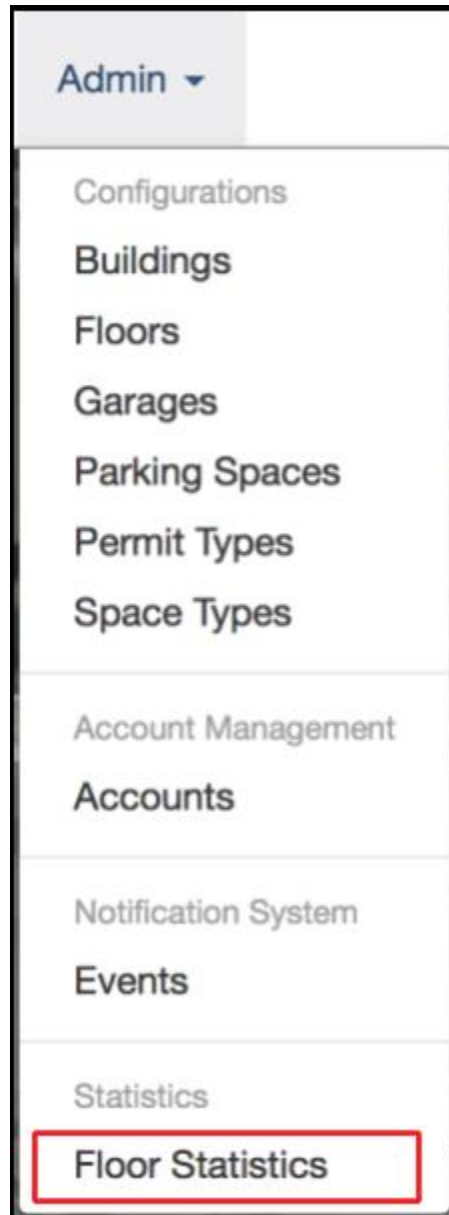 Admin
Configurations
Buildings
Floors
Garages
Parking Spaces
Permit Types
Space Types
Account Management
Accounts
Notification System
Events
Statistics
Floor Statistics